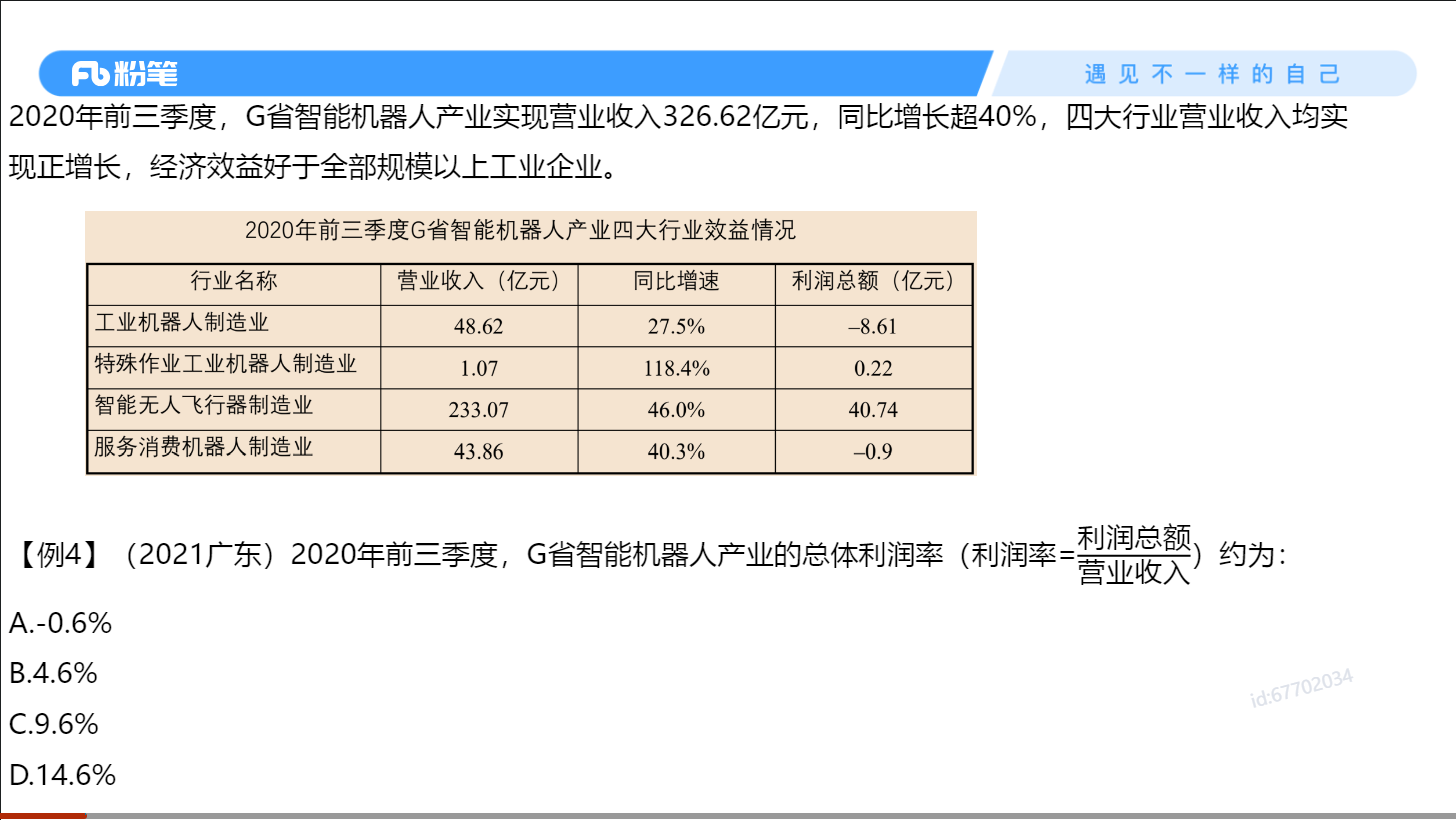 粉笔
遇见不一样的自己
2020年前三季度，G省智能机器人产业实现营业收入326.62亿元，同比增长超40%，四大行业营业收入均实
现正增长，经济效益好于全部规模以上工业企业。
2020年前三季度G省智能机器人产业四大行业效益情况
行业名称 营业收入（亿元） 同比增速 利润总额（亿元）
工业机器人制造业 48.62 27.5% –8.61
特殊作业工业机器人制造业 1.07 118.4% 0.22
智能无人飞行器制造业 233.07 46.0% 40.74
服务消费机器人制造业 43.86 40.3% –0.9
【例4】（2021广东）2020年前三季度，G省智能机器人产业的总体利润率（利润率=利润总额/营业收入）约为：
A.-0.6%
B.4.6%
C.9.6%
D.14.6%
id:67702034